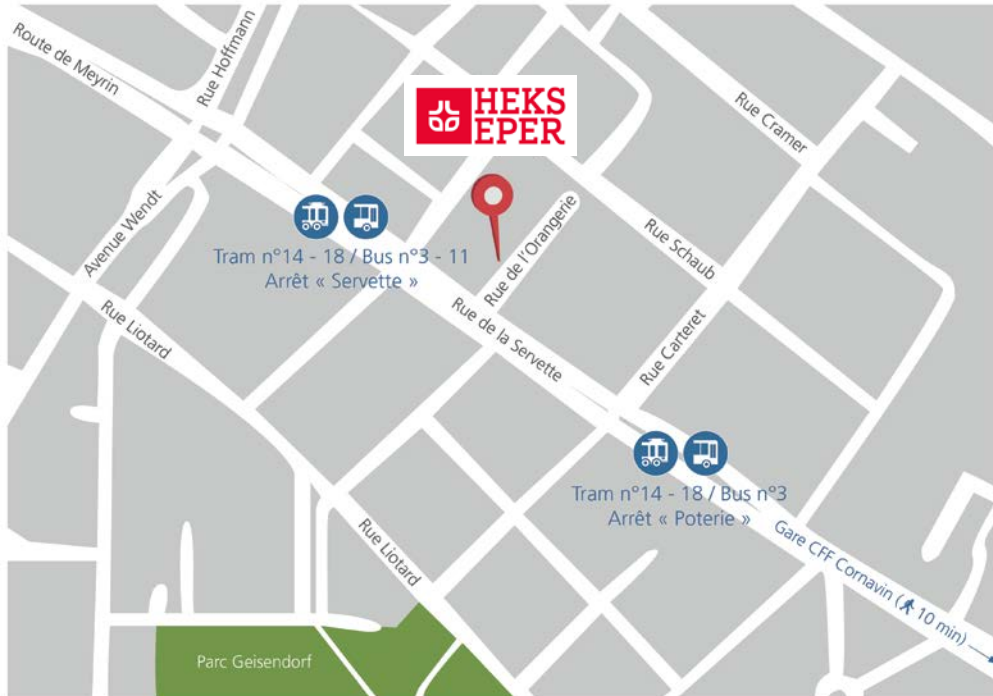 Route de Meyrin
Rue Hoffmann
HEKS
EPER
Rue Cramer
Avenue Wendt
Tram n°14 - 18 / Bus n°3 - 11
Arrêt « Servette »
Rue de l'Orangerie
Rue Schaub
Rue Liotard
Rue de la Servette
Rue Carteret
Tram n°14 - 18 / Bus n°3
Arrêt « Poterie »
Rue Liotard
Gare CFF Cornavin ( 10 min)
Parc Geisendorf